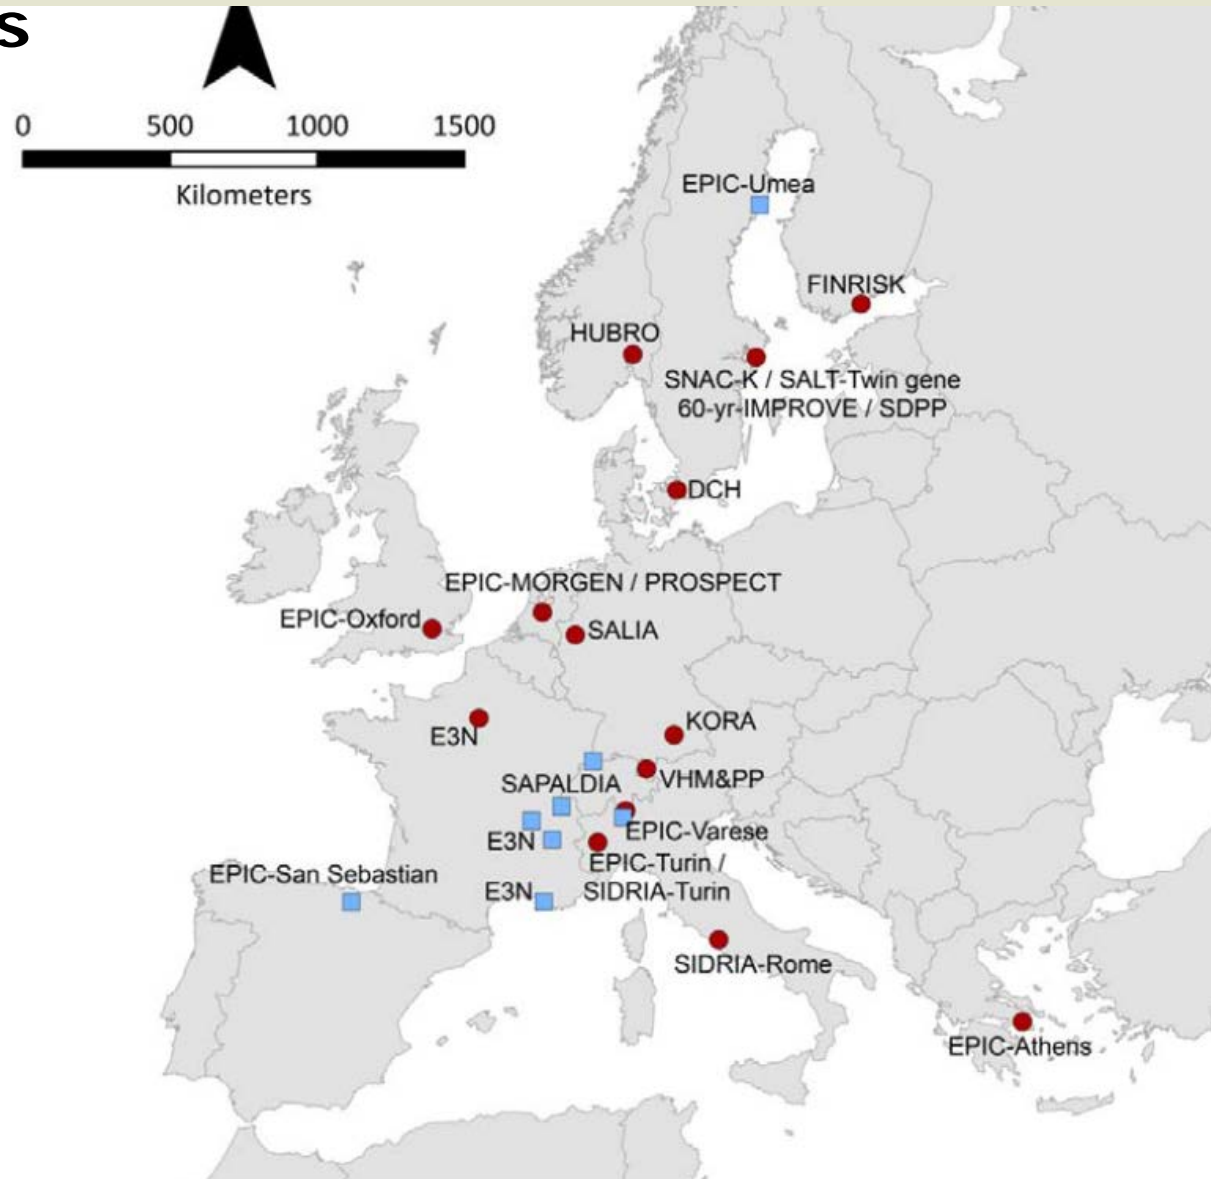 s
0 500 1000 1500
Kilometers
EPIC-Umea
FINRISK
HUBRO
SNAC-K / SALT-Twin gene
60-yr-IMPROVE / SDPP
DCH
EPIC-MORGEN / PROSPECT
EPIC-Oxford
SALIA
KORA
E3N
VHM&PP
SAPALDIA
EPIC-Varese
E3N
EPIC-Turin /
SIDRIA-Turin
EPIC-San Sebastian
E3N
SIDRIA-Rome
EPIC-Athens